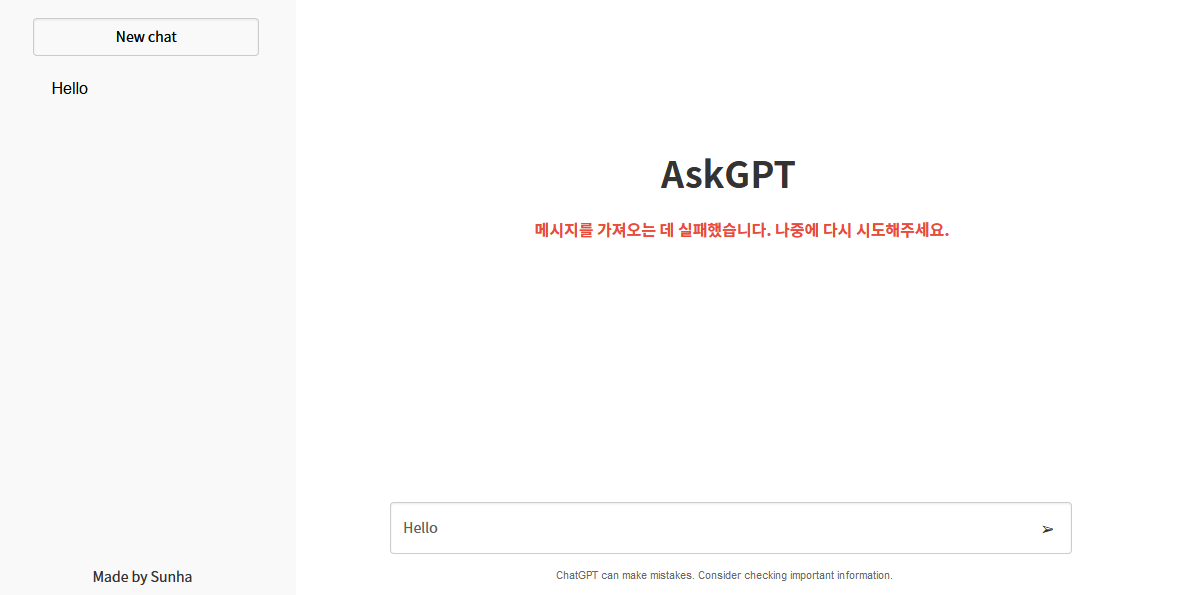 New chat
Hello
AskGPT
메시지를 가져오는 데 실패했습니다. 나중에 다시 시도해주세요.
Hello
➢
ChatGPT can make mistakes. Consider checking important information.
Made by Sunha